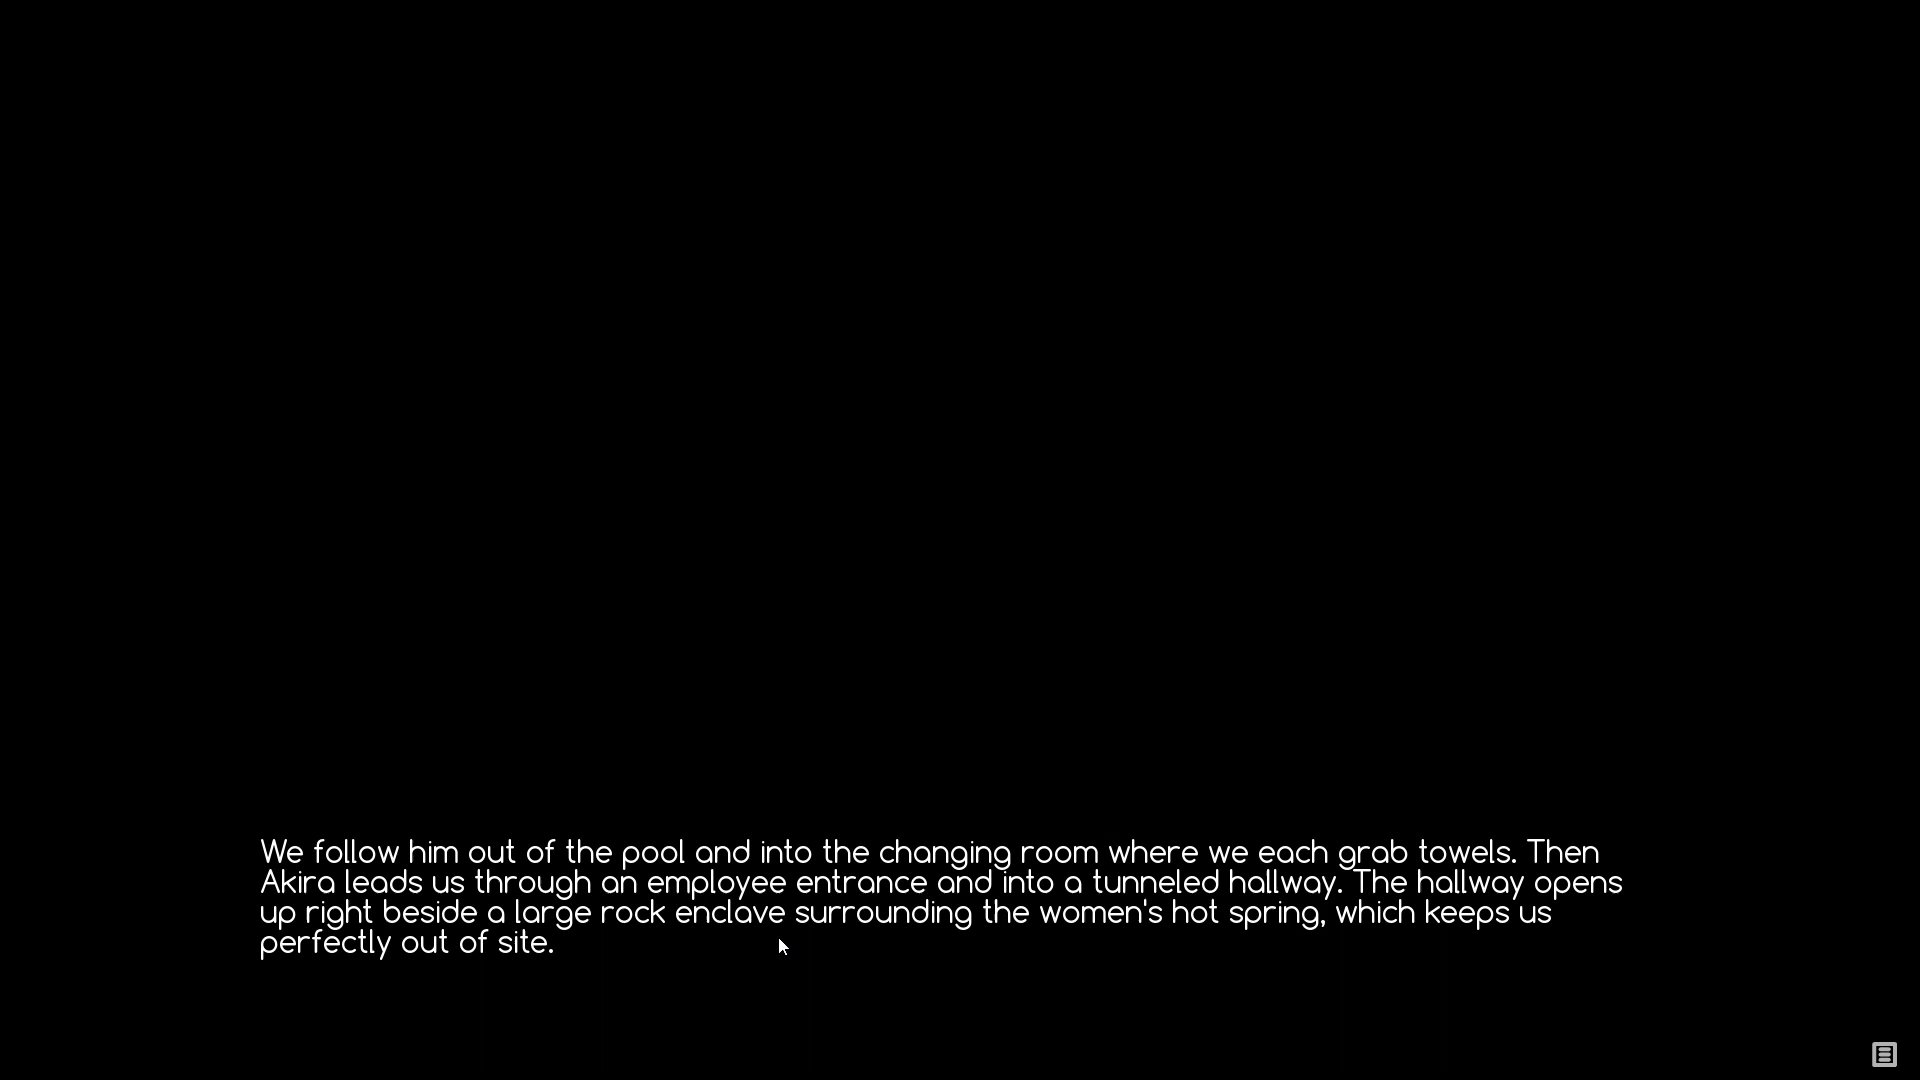 We follow him out of the pool and into the changing room where we each grab towels. Then
Akira leads us through an employee entrance and into a tunneled hallway. The hallway opens
up right beside a large rock enclave surrounding the women's hot spring, which keeps us
perfectly out of site.